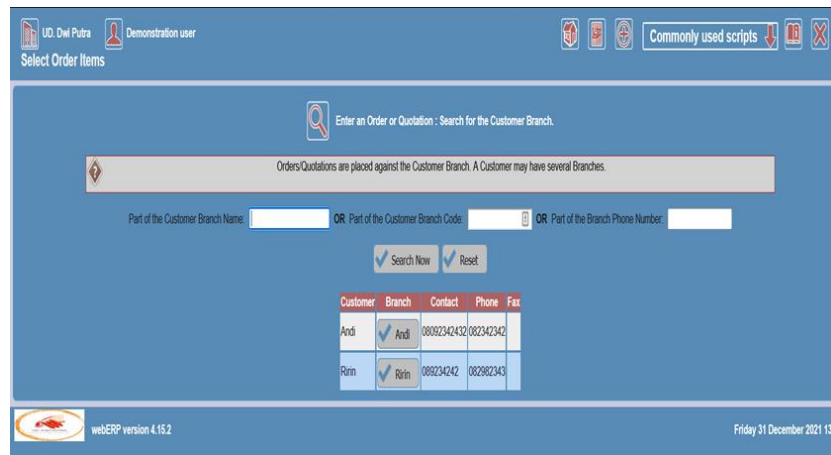 UD. Dwi Putra Demonstration user Commonly used scripts
Select Order Items
Enter an Order or Quotation : Search for the Customer Branch.
Orders/Quotations are placed against the Customer Branch. A Customer may have several Branches.
Part of the Customer Branch Name: OR Part of the Customer Branch Code: OR Part of the Branch Phone Number:
Search Now Reset
Customer Branch Contact Phone Fax
Andi Andi 08092342432 082342342
Ririn Ririn 089234242 082982343
webERP version 4.15.2 Friday 31 December 2021 13